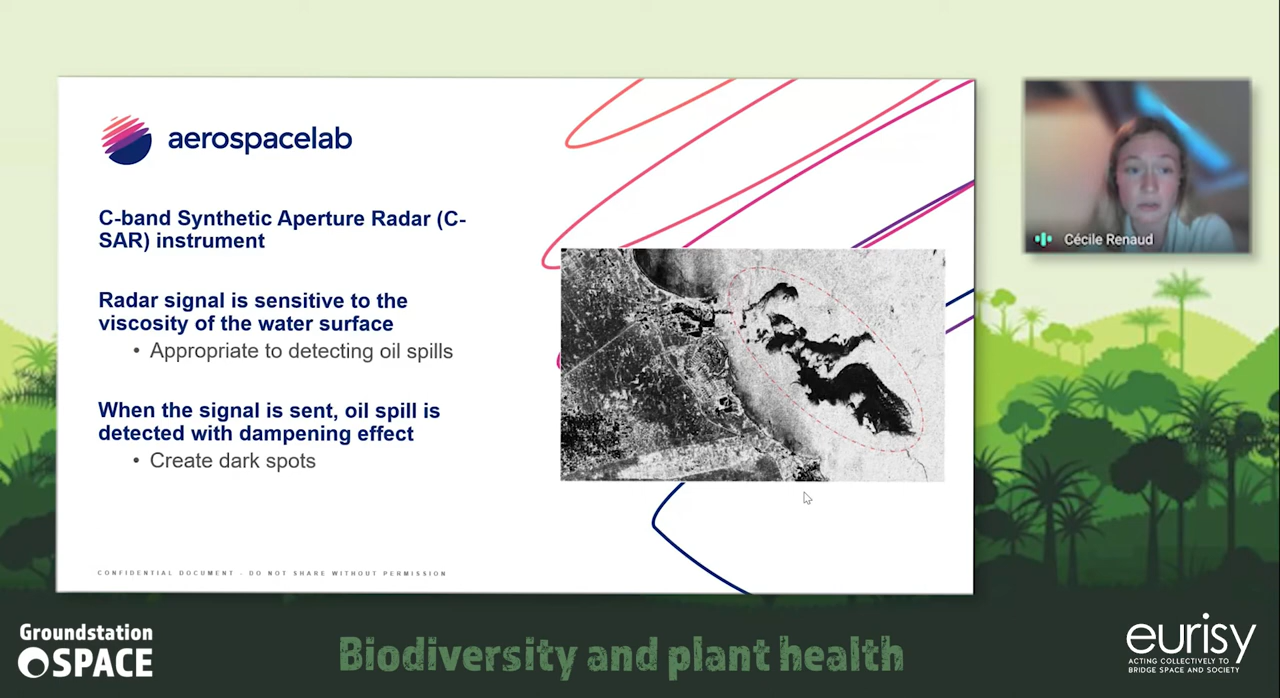 aerospacelab
C-band Synthetic Aperture Radar (C-
SAR) instrument
Radar signal is sensitive to the
viscosity of the water surface
• Appropriate to detecting oil spills
When the signal is sent, oil spill is
detected with dampening effect
• Create dark spots
CONFIDENTIAL DOCUMENT - DO NOT SHARE WITHOUT PERMISSION
Cécile Renaud
Groundstation
SPACE
Biodiversity and plant health
eurisy
ACTING COLLECTIVELY TO
BRIDGE SPACE AND SOCIETY